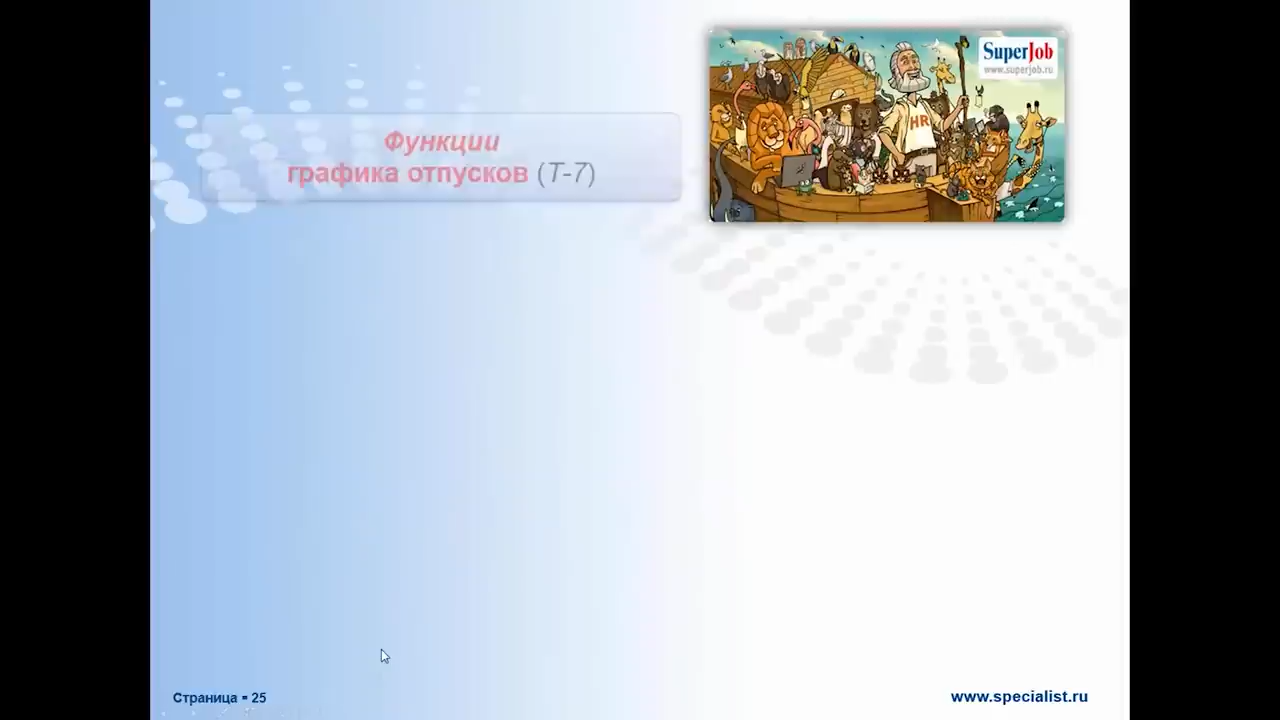 SuperJob
www.superjob.ru
HR
Функции
графика отпусков (Т-7)
Страница ▪ 25
www.specialist.ru